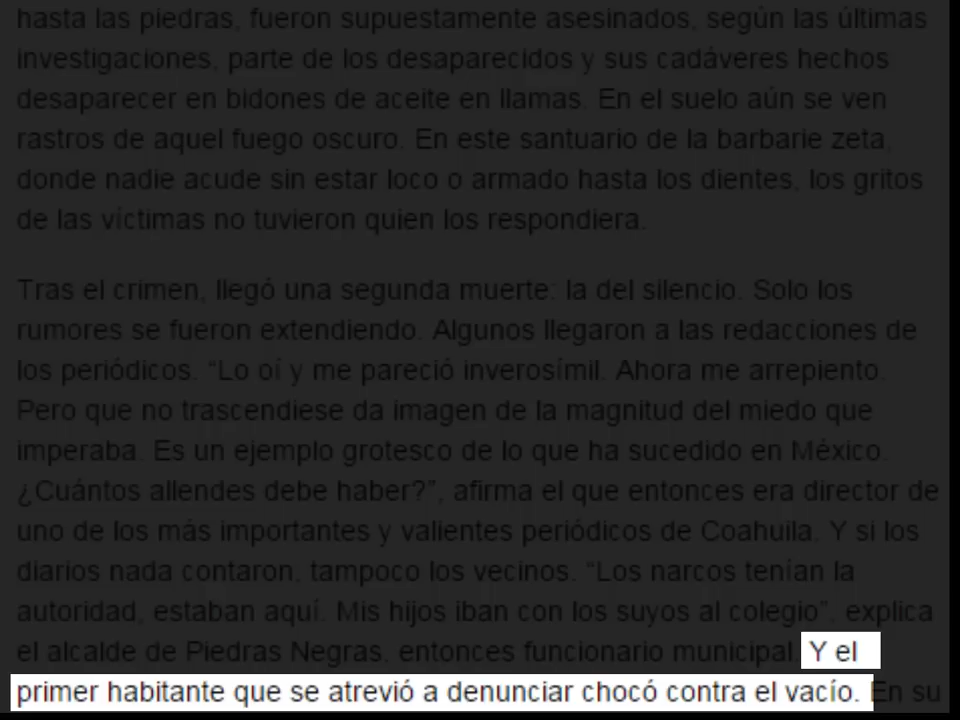 hasta las piedras, fueron supuestamente asesinados, según las últimas
investigaciones, parte de los desaparecidos y sus cadáveres hechos
desaparecer en bidones de aceite en llamas. En el suelo aún se ven
rastros de aquel fuego oscuro. En este santuario de la barbarie zeta,
donde nadie acude sin estar loco o armado hasta los dientes, los gritos
de las víctimas no tuvieron quien los respondiera.
Tras el crimen, llegó una segunda muerte: la del silencio. Solo los
rumores se fueron extendiendo. Algunos llegaron a las redacciones de
los periódicos. “Lo oí y me pareció inverosímil. Ahora me arrepiento.
Pero que no trascendiese da imagen de la magnitud del miedo que
imperaba. Es un ejemplo grotesco de lo que ha sucedido en México.
¿Cuántos allendes debe haber?”, afirma el que entonces era director de
uno de los más importantes y valientes periódicos de Coahuila. Y si los
diarios nada contaron, tampoco los vecinos. “Los narcos tenían la
autoridad, estaban aquí. Mis hijos iban con los suyos al colegio”, explica
el alcalde de Piedras Negras, entonces funcionario municipal. Y el
primer habitante que se atrevió a denunciar chocó contra el vacío. En su